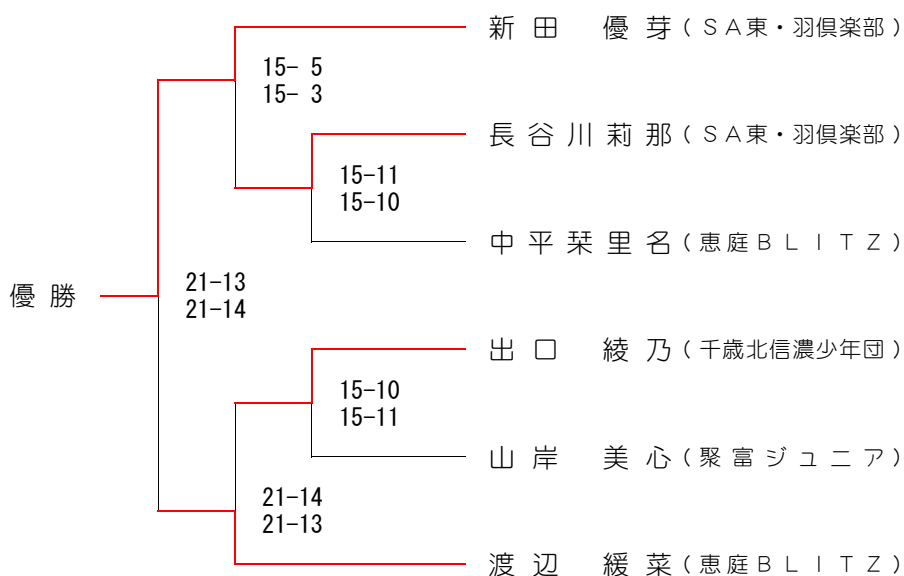 新田 優芽(SA東・羽倶楽部)
15- 5
15- 3
長谷川莉那(SA東・羽倶楽部)
15-11
15-10
中平栞里名(恵庭BLITZ)
21-13
21-14
優勝
出口 綾乃(千歳北信濃少年団)
15-10
15-11
山岸 美心(聚富ジュニア)
21-14
21-13
渡辺 緩菜(恵庭BLITZ)